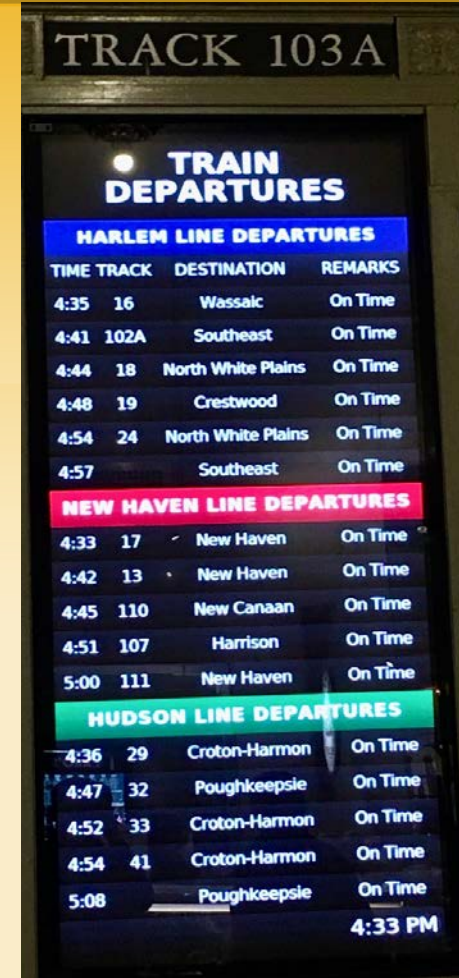 TRACK 103A
TRAIN
DEPARTURES
HARLEM LINE DEPARTURES
TIME TRACK DESTINATION REMARKS
4:35 16 Wassaic On Time
4:41 102A Southeast On Time
4:44 18 North White Plains On Time
4:48 19 Crestwood On Time
4:54 24 North White Plains On Time
4:57 Southeast On Time
NEW HAVEN LINE DEPARTURES
4:33 17 New Haven On Time
4:42 13 New Haven On Time
4:45 110 New Canaan On Time
4:51 107 Harrison On Time
5:00 111 New Haven On Time
HUDSON LINE DEPARTURES
4:36 29 Croton-Harmon On Time
4:47 32 Poughkeepsie On Time
4:52 33 Croton-Harmon On Time
4:54 41 Croton-Harmon On Time
5:08 Poughkeepsie On Time
4:33 PM